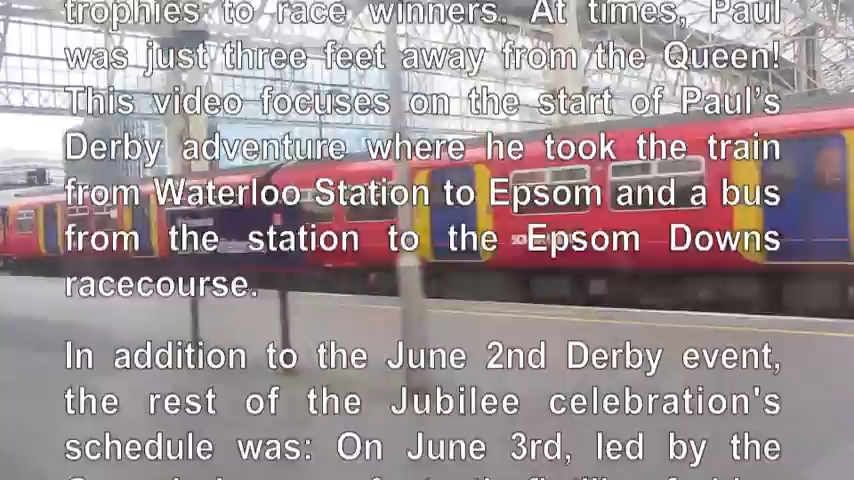 trophies to race winners. At times, Paul
was just three feet away from the Queen!
This video focuses on the start of Paul's
Derby adventure where he took the train
from Waterloo Station to Epsom and a bus
from the station to the Epsom Downs
racecourse.
In addition to the June 2nd Derby event,
the rest of the Jubilee celebration's
schedule was: On June 3rd, led by the